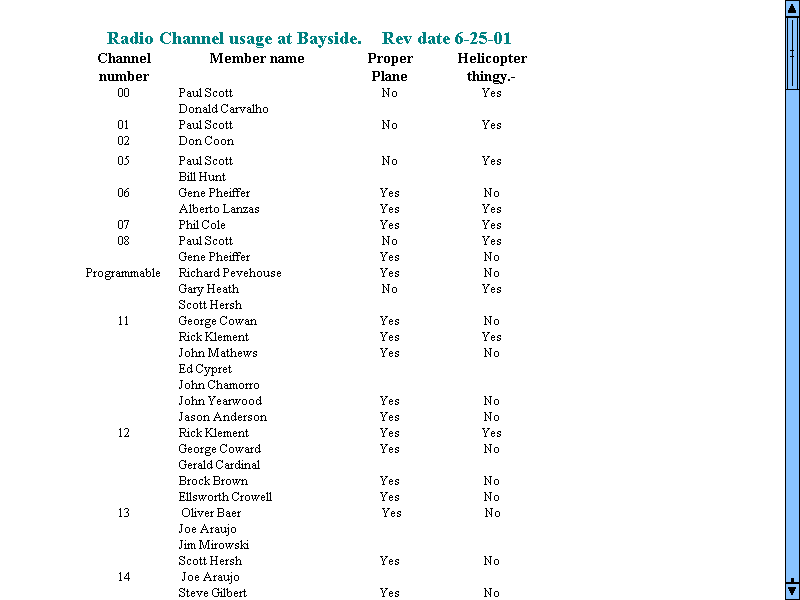 Radio Channel usage at Bayside. Rev date 6-25-01
Channel number Member name Proper Plane Helicopter thingy.-
00 Paul Scott No Yes
Donald Carvalho
01 Paul Scott No Yes
02 Don Coon
05 Paul Scott No Yes
Bill Hunt
06 Gene Pheiffer Yes No
Alberto Lanzas Yes Yes
07 Phil Cole Yes Yes
08 Paul Scott No Yes
Gene Pheiffer Yes No
Programmable Richard Pevehouse Yes No
Gary Heath No Yes
Scott Hersh
11 George Cowan Yes No
Rick Klement Yes Yes
John Mathews Yes No
Ed Cypret
John Chamorro
John Yearwood Yes No
Jason Anderson Yes No
12 Rick Klement Yes Yes
George Coward Yes No
Gerald Cardinal
Brock Brown Yes No
Ellsworth Crowell Yes No
13 Oliver Baer Yes No
Joe Araujo
Jim Mirowski
Scott Hersh Yes No
14 Joe Araujo
Steve Gilbert Yes No